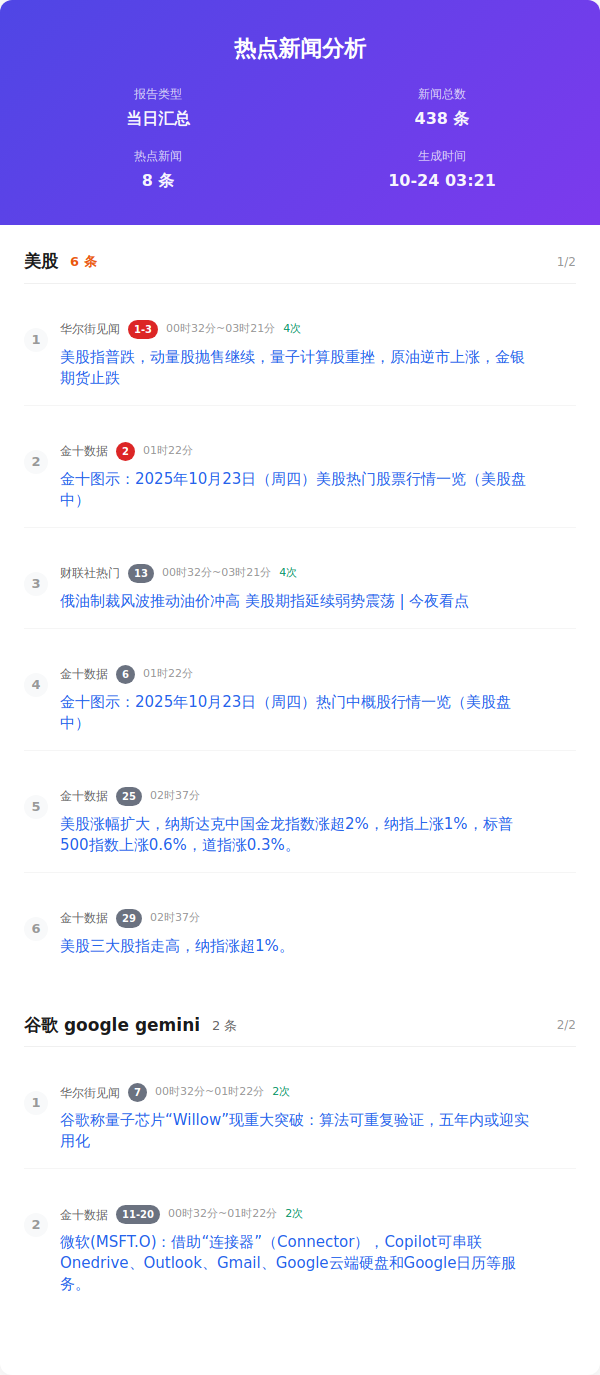 热点新闻分析
报告类型
当日汇总
新闻总数
438 条
热点新闻
8 条
生成时间
10-24 03:21
美股 6 条 1/2
1
华尔街见闻 1-3 00时32分~03时21分 4次
美股指普跌，动量股抛售继续，量子计算股重挫，原油逆市上涨，金银
期货止跌
2
金十数据 2 01时22分
金十图示：2025年10月23日（周四）美股热门股票行情一览（美股盘
中）
3
财联社热门 13 00时32分~03时21分 4次
俄油制裁风波推动油价冲高 美股期指延续弱势震荡 | 今夜看点
4
金十数据 6 01时22分
金十图示：2025年10月23日（周四）热门中概股行情一览（美股盘
中）
5
金十数据 25 02时37分
美股涨幅扩大，纳斯达克中国金龙指数涨超2%，纳指上涨1%，标普
500指数上涨0.6%，道指涨0.3%。
6
金十数据 29 02时37分
美股三大股指走高，纳指涨超1%。
谷歌 google gemini 2 条 2/2
1
华尔街见闻 7 00时32分~01时22分 2次
谷歌称量子芯片“Willow”现重大突破：算法可重复验证，五年内或迎实
用化
2
金十数据 11-20 00时32分~01时22分 2次
微软(MSFT.O)：借助“连接器”（Connector），Copilot可串联
Onedrive、Outlook、Gmail、Google云端硬盘和Google日历等服
务。